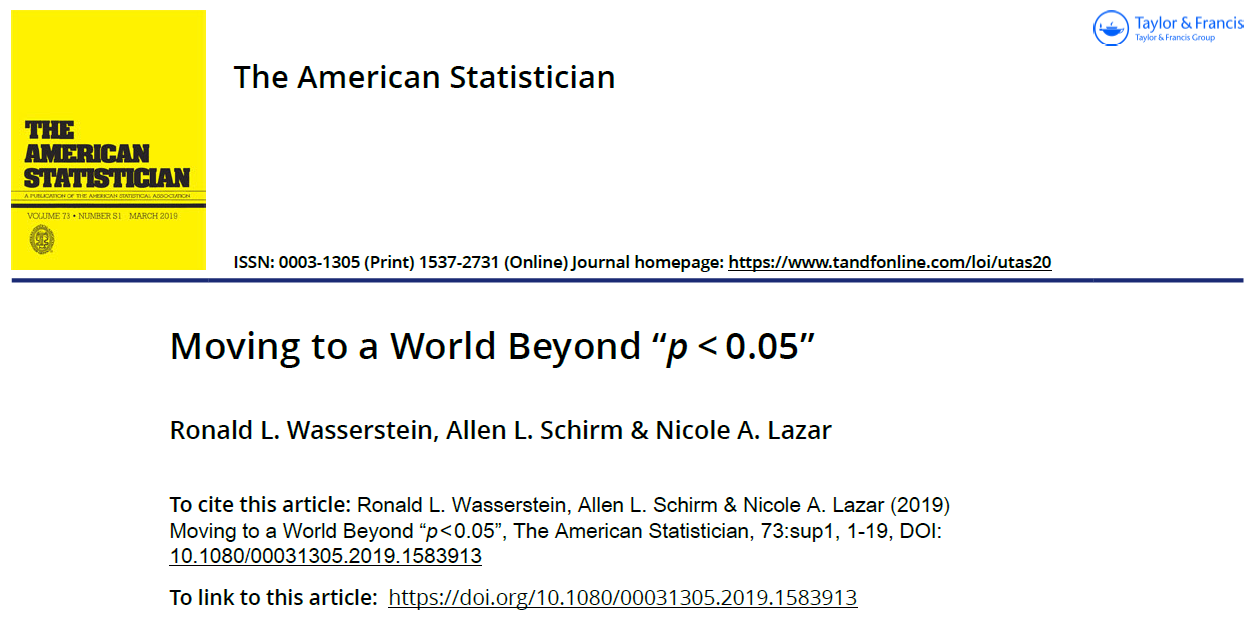 Taylor & Francis
Taylor & Francis Group
The American Statistician
THE
AMERICAN
STATISTICIAN
A PUBLICATION OF THE AMERICAN STATISTICAL ASSOCIATION
VOLUME 73 • NUMBER S1 MARCH 2019
ISSN: 0003-1305 (Print) 1537-2731 (Online) Journal homepage: https://www.tandfonline.com/loi/utas20
Moving to a World Beyond “p < 0.05”
Ronald L. Wasserstein, Allen L. Schirm & Nicole A. Lazar
To cite this article: Ronald L. Wasserstein, Allen L. Schirm & Nicole A. Lazar (2019)
Moving to a World Beyond “p<0.05”, The American Statistician, 73:sup1, 1-19, DOI:
10.1080/00031305.2019.1583913
To link to this article: https://doi.org/10.1080/00031305.2019.1583913